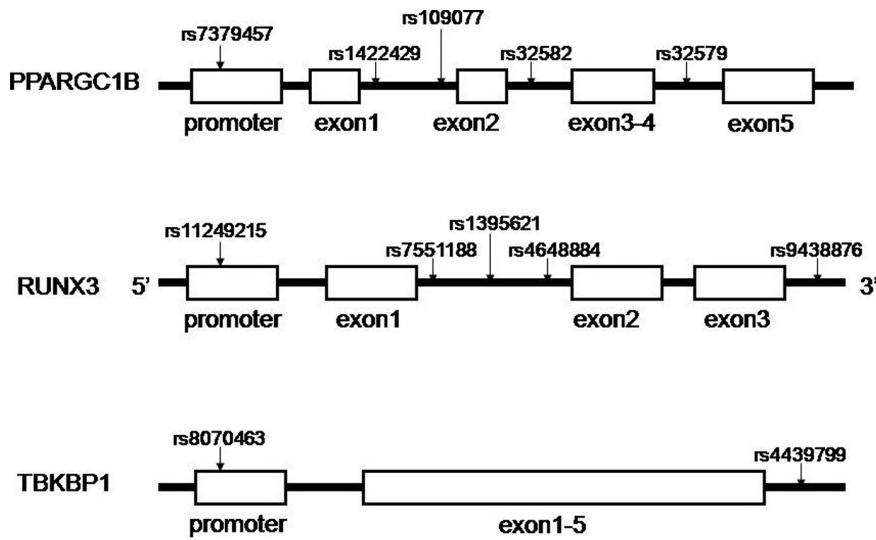 rs109077
rs7379457
rs1422429
rs32582
rs32579
PPARGC1B
promoter
exon1
exon2
exon3-4
exon5
rs1395621
rs11249215
rs7551188
rs4648884
rs9438876
RUNX3
5’
3’
promoter
exon1
exon2
exon3
rs8070463
rs4439799
TBKBP1
promoter
exon1-5